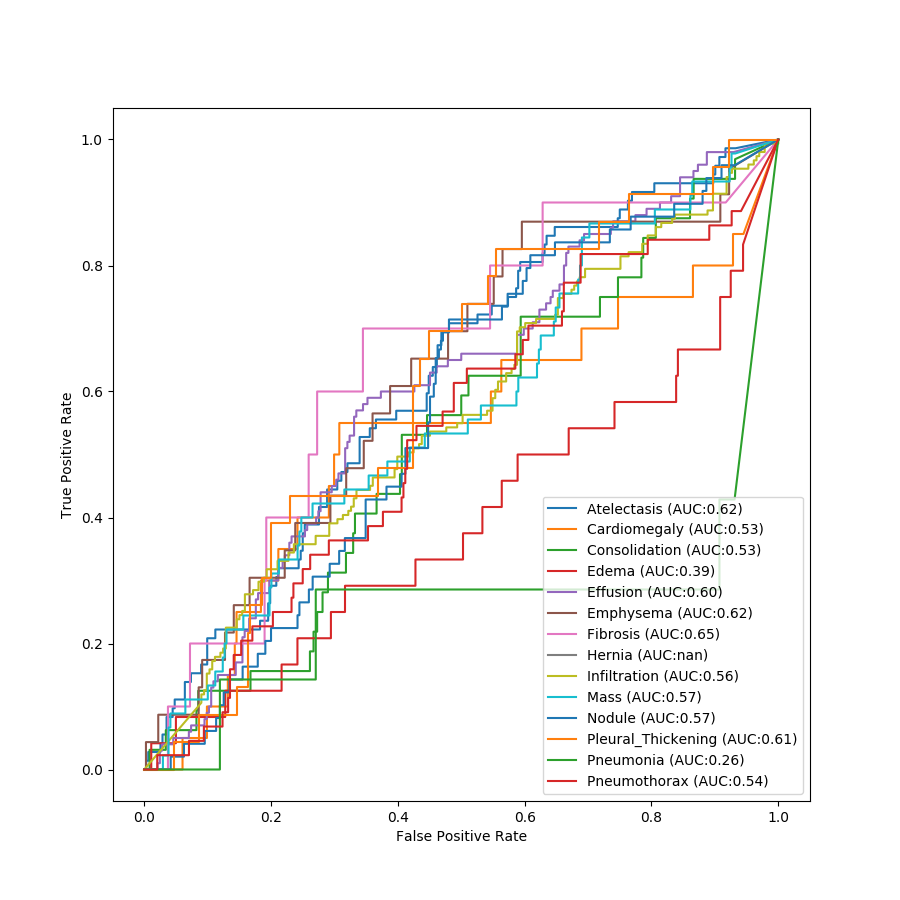 1.0
0.8
0.6
0.4
0.2
0.0
True Positive Rate
Atelectasis (AUC:0.62)
Cardiomegaly (AUC:0.53)
Consolidation (AUC:0.53)
Edema (AUC:0.39)
Effusion (AUC:0.60)
Emphysema (AUC:0.62)
Fibrosis (AUC:0.65)
Hernia (AUC:nan)
Infiltration (AUC:0.56)
Mass (AUC:0.57)
Nodule (AUC:0.57)
Pleural_Thickening (AUC:0.61)
Pneumonia (AUC:0.26)
Pneumothorax (AUC:0.54)
0.0 0.2 0.4 0.6 0.8 1.0
False Positive Rate